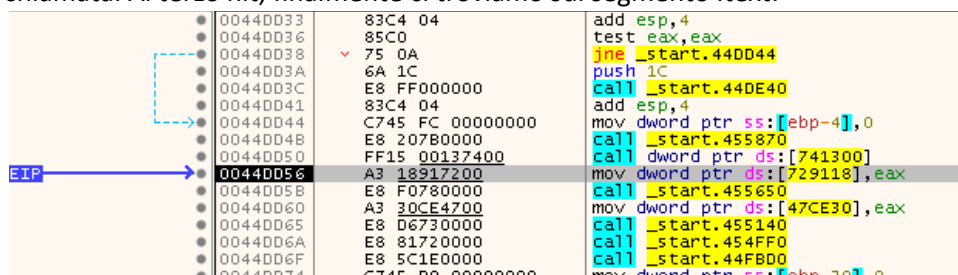 0044DD33 83C4 04 add esp,4
0044DD36 85C0 test eax,eax
0044DD38 75 0A jne _start.44DD44
0044DD3A 6A 1C push 1C
0044DD3C E8 FF000000 call _start.44DE40
0044DD41 83C4 04 add esp,4
0044DD44 C745 FC 00000000 mov dword ptr ss:[ebp-4],0
0044DD4B E8 207B0000 call _start.455870
0044DD50 FF15 00137400 call dword ptr ds:[741300]
EIP 0044DD56 A3 18917200 mov dword ptr ds:[729118],eax
0044DD5B E8 F0780000 call _start.455650
0044DD60 A3 30CE4700 mov dword ptr ds:[47CE30],eax
0044DD65 E8 D6730000 call _start.455140
0044DD6A E8 81720000 call _start.454FF0
0044DD6F E8 5C1E0000 call _start.44FBD0